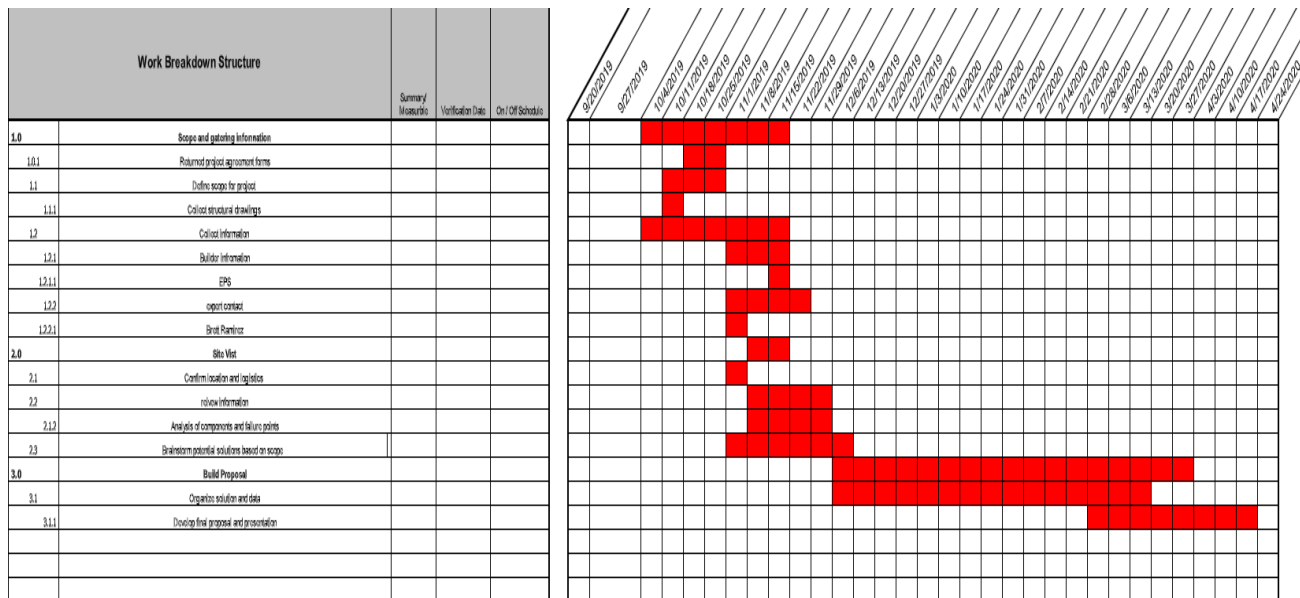 Work Breakdown Structure
Summary/
Measurable
Verification Date
On / Off Schedule
9/20/2019
9/27/2019
10/4/2019
10/11/2019
10/18/2019
10/25/2019
11/1/2019
11/8/2019
11/15/2019
11/22/2019
11/29/2019
12/6/2019
12/13/2019
12/20/2019
12/27/2019
1/3/2020
1/10/2020
1/17/2020
1/24/2020
1/31/2020
2/7/2020
2/14/2020
2/21/2020
2/28/2020
3/6/2020
3/13/2020
3/20/2020
3/27/2020
4/3/2020
4/10/2020
4/17/2020
4/24/2020
1.0 Scope and gatering information
1.0.1 Returned project agreement forms
1.1 Define scope for project
1.1.1 Collect structural drawings
1.2 Collect Information
1.2.1 Builder Infromation
1.2.1.1 EPS
1.2.2 expert contact
1.2.2.1 Brett Ramirez
2.0 Site Vist
2.1 Confirm location and logistics
2.2 reivew information
2.1.2 Analysis of components and failure points
2.3 Brainstorm potential solutions based on scope
3.0 Build Proposal
3.1 Organize solution and data
3.1.1 Develop final proposal and presentation